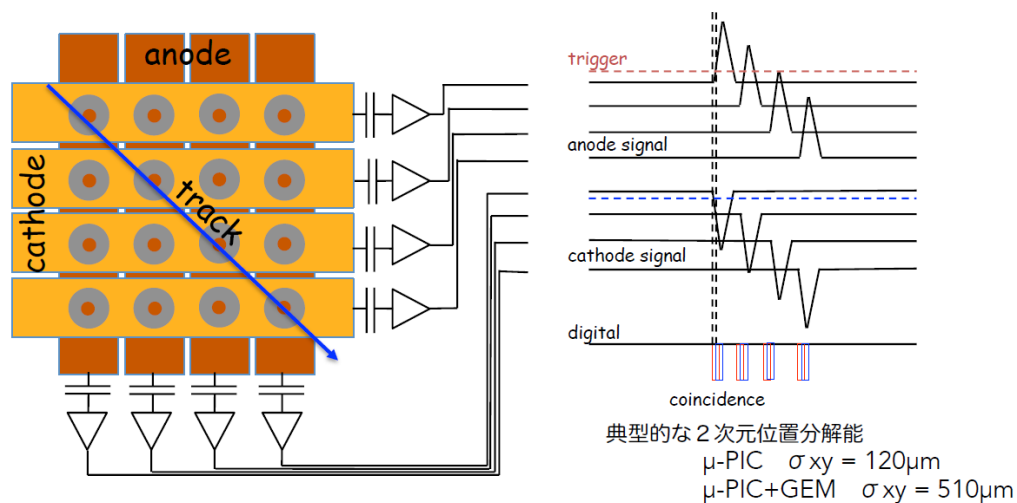 anode
cathode
track
trigger
anode signal
cathode signal
digital
coincidence
典型的な２次元位置分解能
μ-PIC σxy = 120μm
μ-PIC+GEM σxy = 510μm